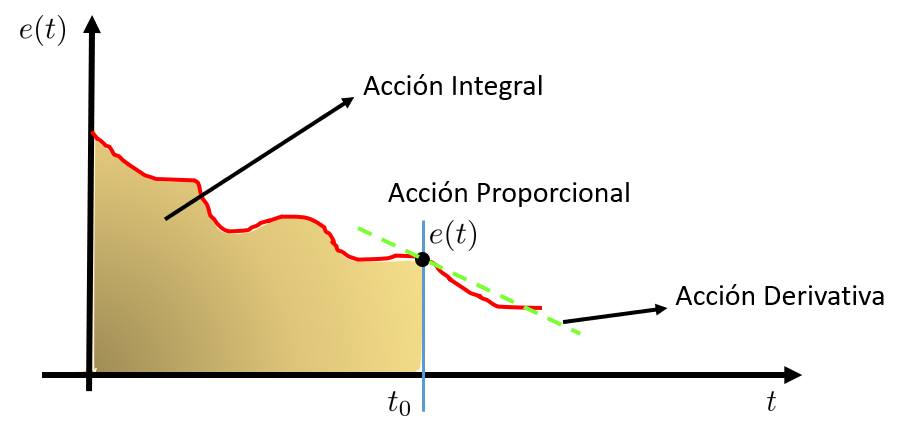 e(t)
Acción Integral
Acción Proporcional
e(t)
Acción Derivativa
t₀
t